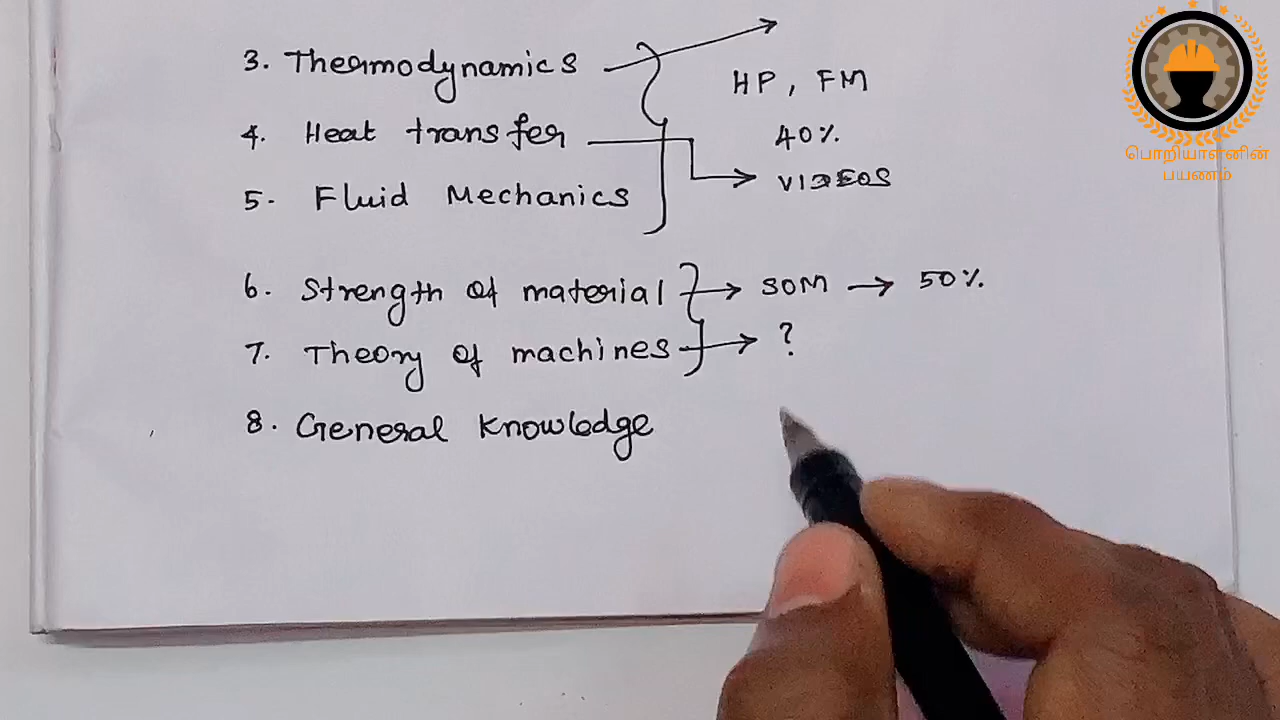 3. Thermodynamics
HP, FM
4. Heat transfer
40%
VIDEOS
5. Fluid Mechanics
6. Strength of material → SOM → 50%
7. Theory of machines → ?
8. General Knowledge
பொறியாளனின்
பயணம்